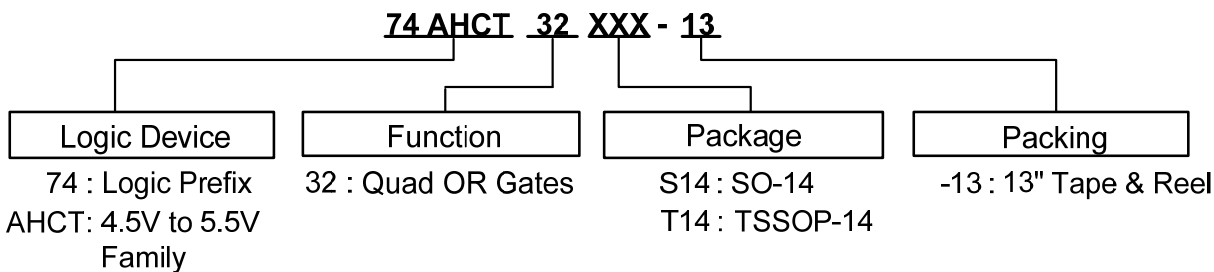 74 AHCT 32 XXX - 13
Logic Device
Function
Package
Packing
74 : Logic Prefix
32 : Quad OR Gates
S14 : SO-14
-13 : 13" Tape & Reel
AHCT: 4.5V to 5.5V
T14 : TSSOP-14
Family